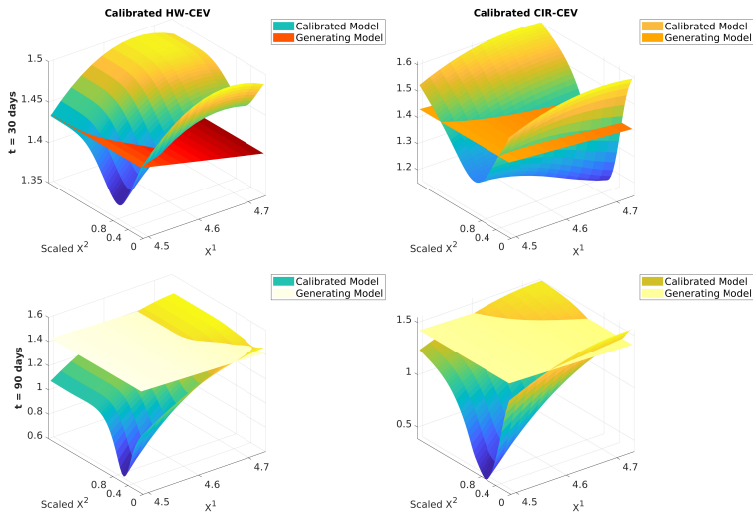 Calibrated HW-CEV
Calibrated Model
Generating Model
1.5
1.45
1.4
1.35
t = 30 days
Scaled X²
0.8
0.4
0
4.5
4.6
4.7
X¹
Calibrated CIR-CEV
Calibrated Model
Generating Model
1.6
1.5
1.4
1.3
1.2
Scaled X²
0.8
0.4
0
4.5
4.6
4.7
X¹
Calibrated Model
Generating Model
1.6
1.4
1.2
1
0.8
0.6
t = 90 days
Scaled X²
0.8
0.4
0
4.5
4.6
4.7
X¹
Calibrated Model
Generating Model
1.5
1
0.5
Scaled X²
0.8
0.4
0
4.5
4.6
4.7
X¹